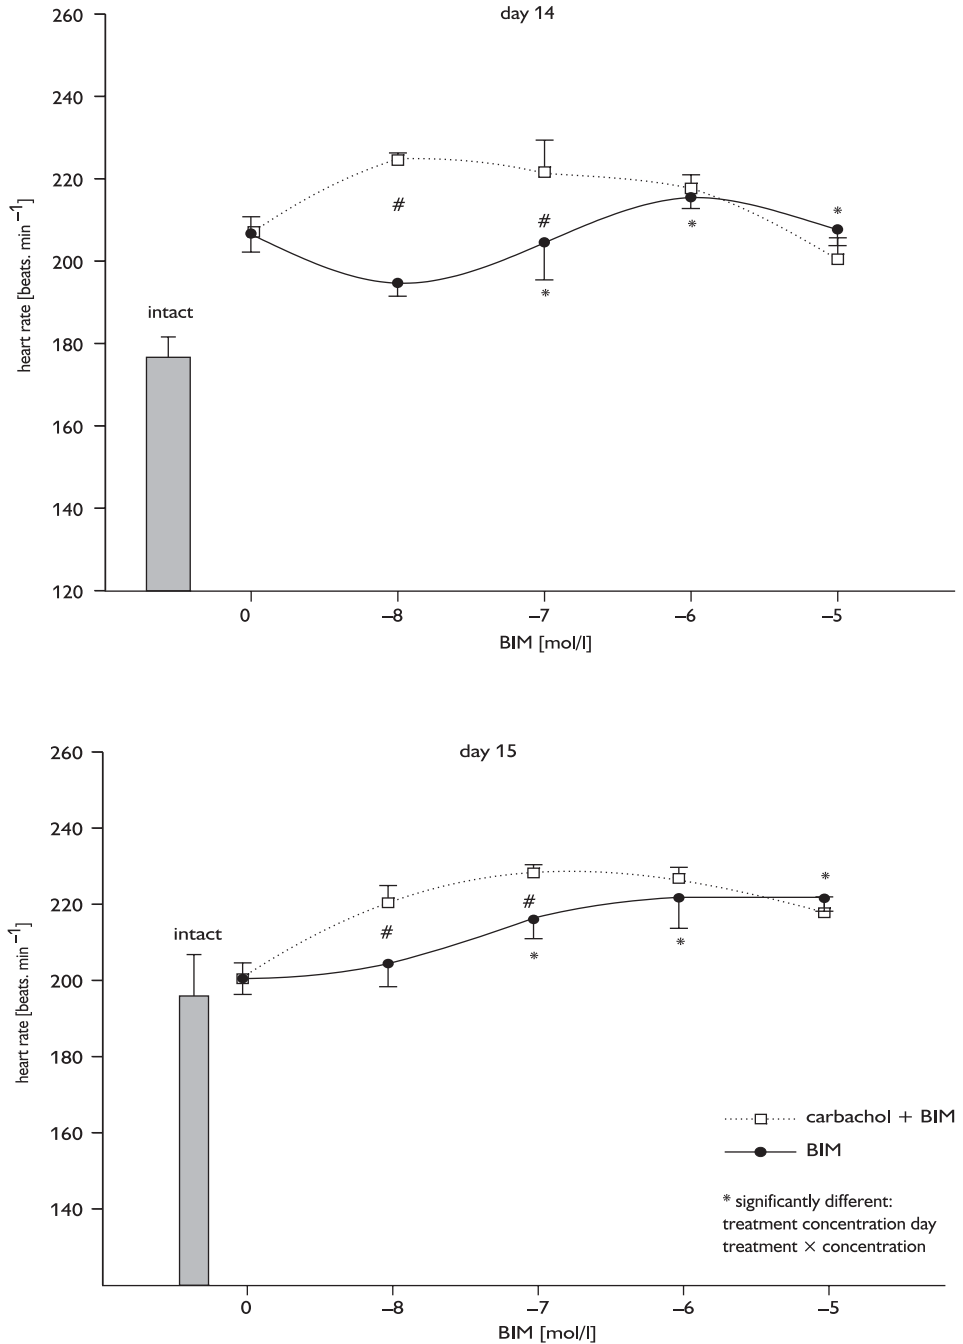 day 14
260
240
220
200
180
160
140
120
heart rate [beats. min⁻¹]
intact
#
#
*
*
*
0
–8
–7
–6
–5
BIM [mol/l]
day 15
260
240
220
200
180
160
140
heart rate [beats. min⁻¹]
intact
#
#
*
*
*
carbachol + BIM
BIM
* significantly different:
treatment concentration day
treatment × concentration
0
–8
–7
–6
–5
BIM [mol/l]